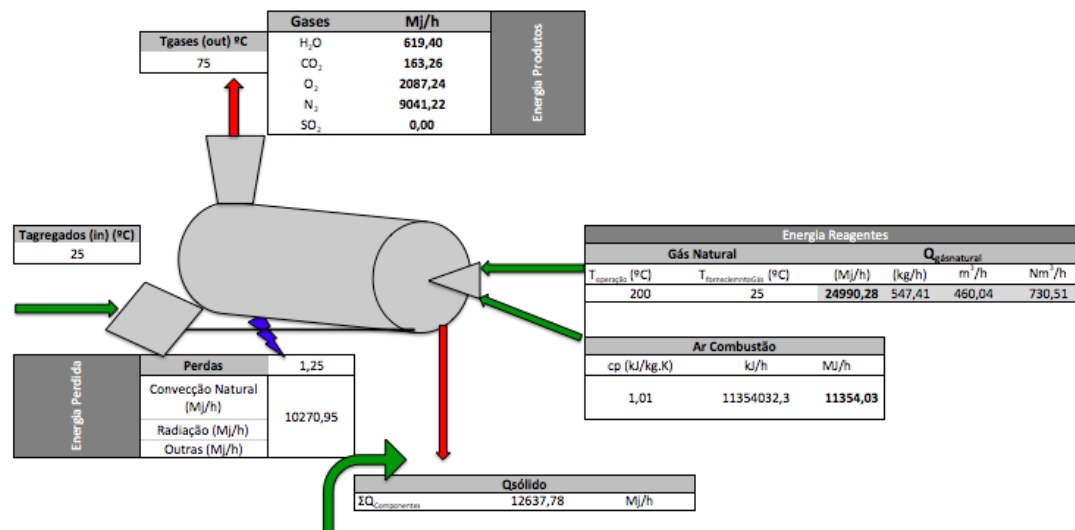 Gases Mj/h
Tgases (out) ºC
75
H2O 619,40
CO2 163,26
O2 2087,24
N2 9041,22
SO2 0,00
Energia Produtos
Tagregados (in) (ºC)
25
Energia Reagentes
Gás Natural Qgásnatural
Toperação (ºC) TforneciemntoGás (ºC) (Mj/h) (kg/h) m3/h Nm3/h
200 25 24990,28 547,41 460,04 730,51
Ar Combustão
cp (kJ/kg.K) kJ/h MJ/h
1,01 11354032,3 11354,03
Energia Perdida
Perdas 1,25
Convecção Natural
(Mj/h)
Radiação (Mj/h)
Outras (Mj/h)
10270,95
Qsólido
ΣQComponentes 12637,78 Mj/h